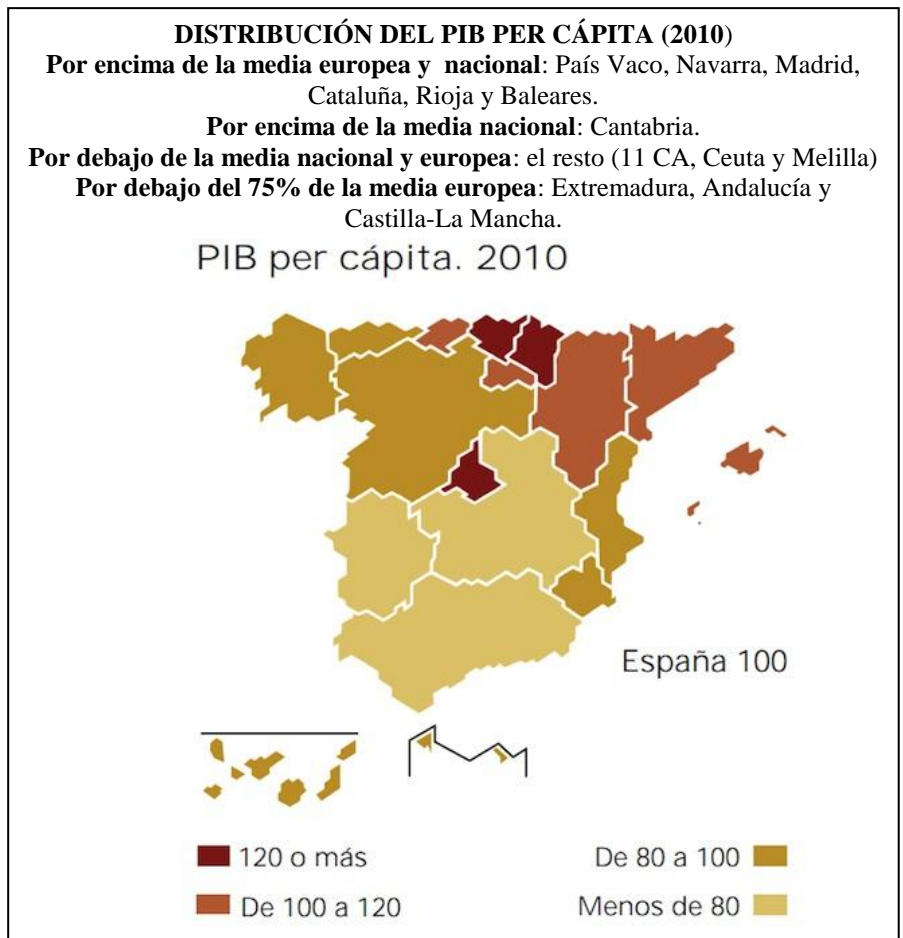 DISTRIBUCIÓN DEL PIB PER CÁPITA (2010)
Por encima de la media europea y nacional: País Vaco, Navarra, Madrid,
Cataluña, Rioja y Baleares.
Por encima de la media nacional: Cantabria.
Por debajo de la media nacional y europea: el resto (11 CA, Ceuta y Melilla)
Por debajo del 75% de la media europea: Extremadura, Andalucía y
Castilla-La Mancha.
PIB per cápita. 2010
España 100
120 o más
De 80 a 100
De 100 a 120
Menos de 80